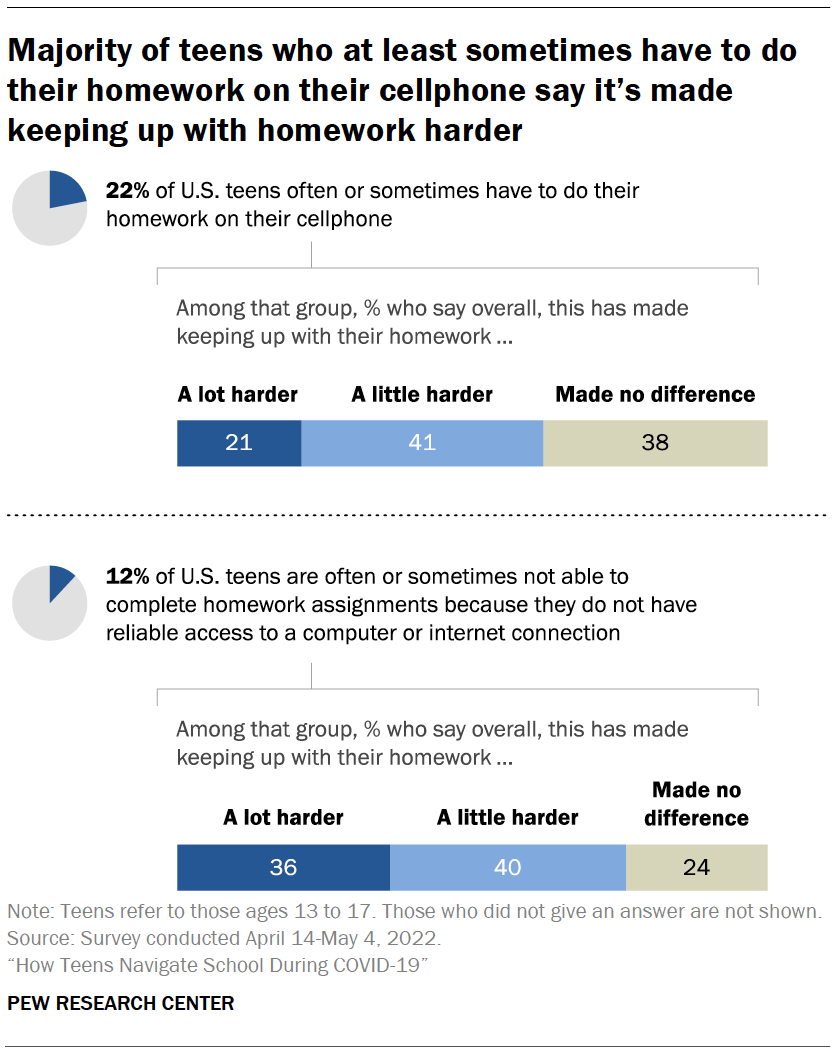 Majority of teens who at least sometimes have to do
their homework on their cellphone say it’s made
keeping up with homework harder
22% of U.S. teens often or sometimes have to do their
homework on their cellphone
Among that group, % who say overall, this has made
keeping up with their homework ...
A lot harder A little harder Made no difference
21 41 38
12% of U.S. teens are often or sometimes not able to
complete homework assignments because they do not have
reliable access to a computer or internet connection
Among that group, % who say overall, this has made
keeping up with their homework ...
Made no
A lot harder A little harder difference
36 40 24
Note: Teens refer to those ages 13 to 17. Those who did not give an answer are not shown.
Source: Survey conducted April 14-May 4, 2022.
“How Teens Navigate School During COVID-19”
PEW RESEARCH CENTER